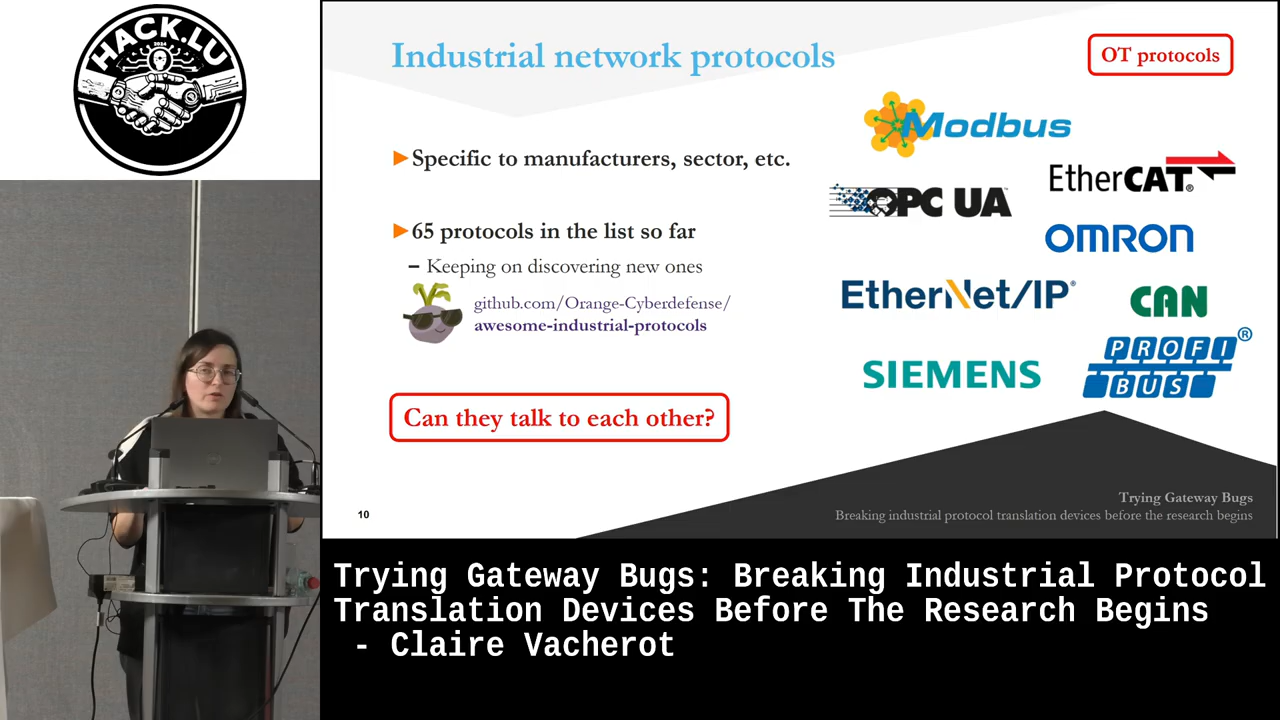 HACK.LU
2024
Industrial network protocols
OT protocols
►Specific to manufacturers, sector, etc.
►65 protocols in the list so far
– Keeping on discovering new ones
github.com/Orange-Cyberdefense/
awesome-industrial-protocols
Can they talk to each other?
Modbus
EtherCAT®
OPC UA™
OMRON
EtherNet/IP®
CAN
SIEMENS
PROFI®
BUS
10
Trying Gateway Bugs
Breaking industrial protocol translation devices before the research begins
Trying Gateway Bugs: Breaking Industrial Protocol
Translation Devices Before The Research Begins
- Claire Vacherot